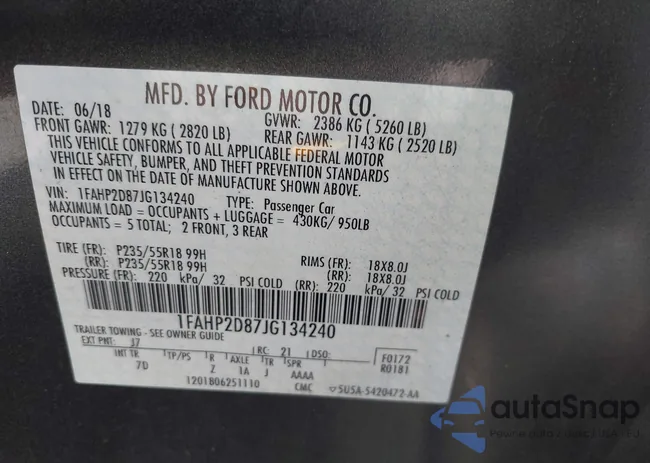 MFD. BY FORD MOTOR CO.
DATE: 06/18 GVWR: 2386 KG ( 5260 LB)
FRONT GAWR: 1279 KG ( 2820 LB) REAR GAWR: 1143 KG ( 2520 LB)
THIS VEHICLE CONFORMS TO ALL APPLICABLE FEDERAL MOTOR
VEHICLE SAFETY, BUMPER, AND THEFT PREVENTION STANDARDS
IN EFFECT ON THE DATE OF MANUFACTURE SHOWN ABOVE.
VIN: 1FAHP2D87JG134240 TYPE: Passenger Car
MAXIMUM LOAD = OCCUPANTS + LUGGAGE = 430KG/ 950LB
OCCUPANTS = 5 TOTAL; 2 FRONT, 3 REAR
TIRE (FR): P235/55R18 99H RIMS (FR): 18X8.0J
(RR): P235/55R18 99H (RR): 18X8.0J
PRESSURE (FR): 220 kPa/ 32 PSI COLD (RR): 220 kPa/ 32 PSI COLD
1FAHP2D87JG134240
TRAILER TOWING - SEE OWNER GUIDE
EXT PNT: J7 RC: 21 DSO: F0172
INT TR TP/PS R AXLE TR SPR R0181
7D Z 1A J AAAA
1201806251110 CMC SU5A-5420472-AA
autaSnap